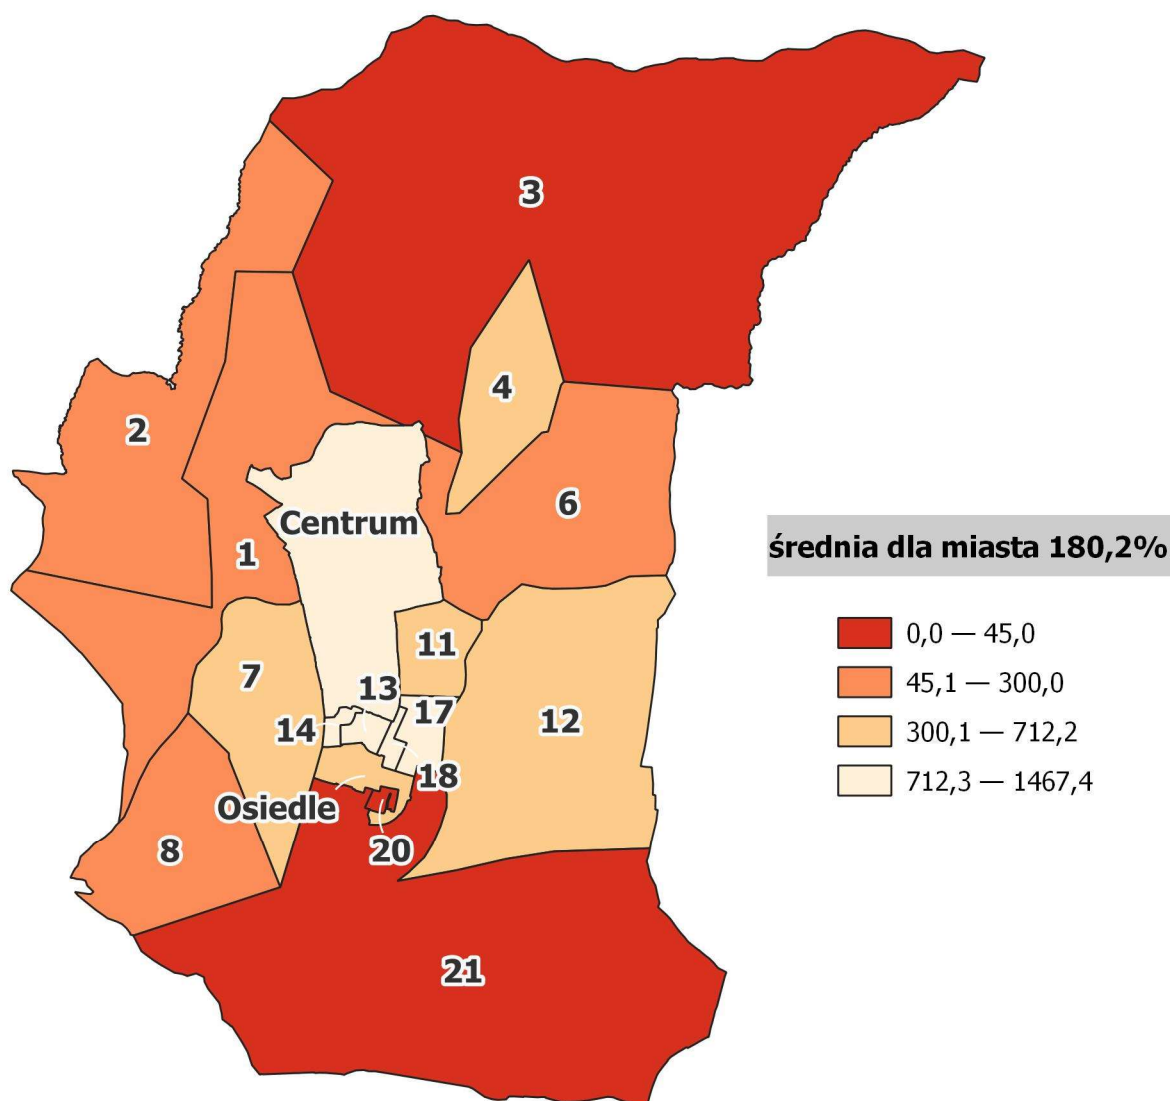 3
4
2
6
Centrum
średnia dla miasta 180,2%
1
0,0 — 45,0
11
7
45,1 — 300,0
13
17
12
14
300,1 — 712,2
18
712,3 — 1467,4
Osiedle
8
20
21